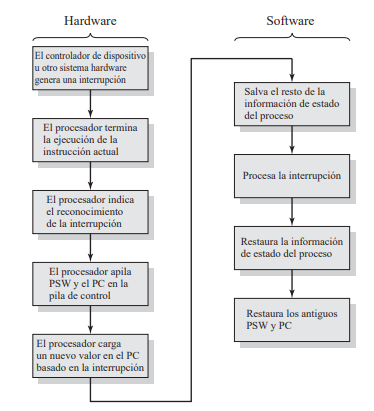 Hardware
El controlador de dispositivo
u otro sistema hardware
genera una interrupción
El procesador termina
la ejecución de la
instrucción actual
El procesador indica
el reconocimiento
de la interrupción
El procesador apila
PSW y el PC en la
pila de control
El procesador carga
un nuevo valor en el PC
basado en la interrupción
Software
Salva el resto de la
información de estado
del proceso
Procesa la interrupción
Restaura la información
de estado del proceso
Restaura los antiguos
PSW y PC